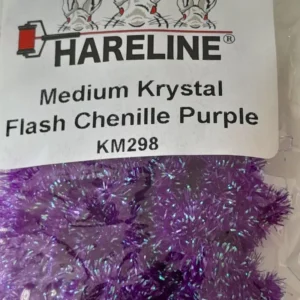 HARELINE®
Medium Krystal
Flash Chenille Purple
KM298